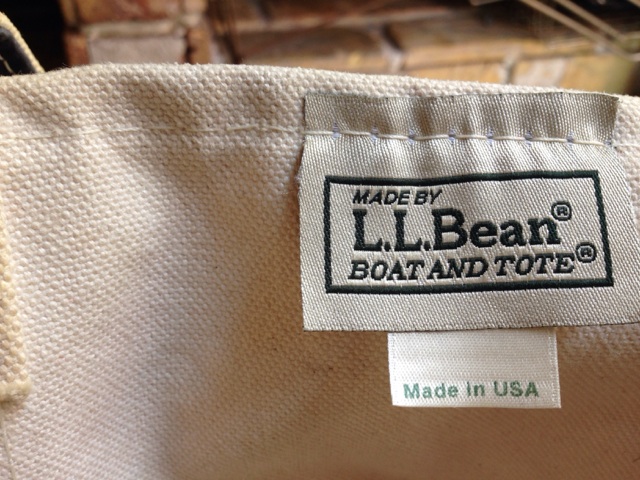 MADE BY
L.L.Bean®
BOAT AND TOTE®
Made in USA